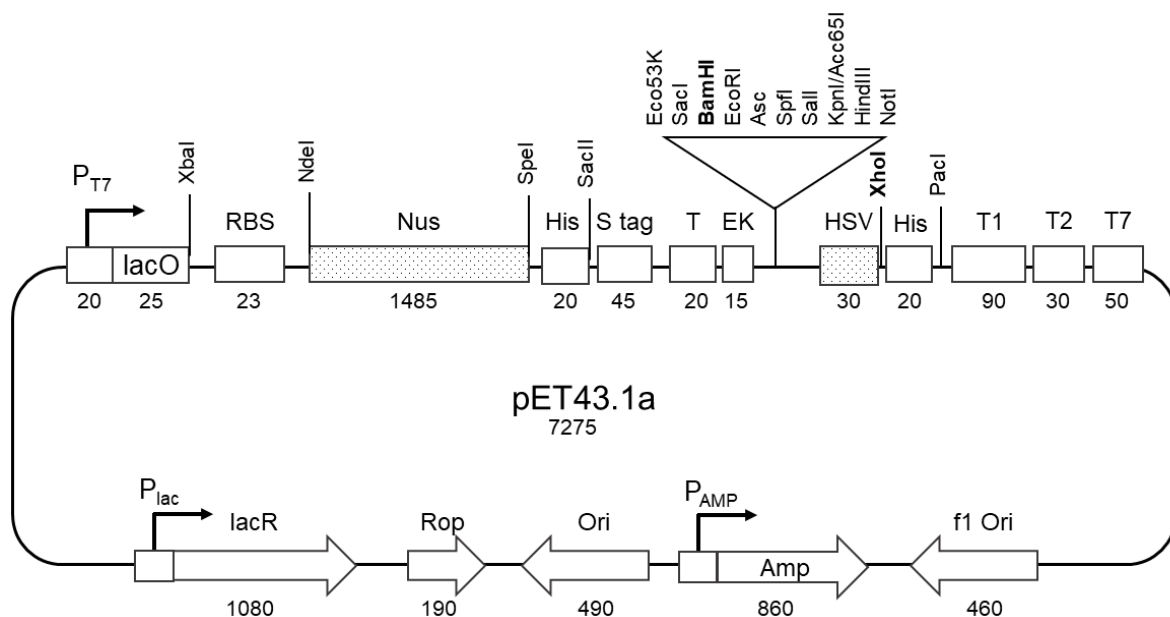 Eco53K
SacI
BamHI
EcoRI
Asc
SpfI
SalI
KpnI/Acc65I
HindIII
NotI
XbaI
NdeI
SpeI
SacII
XhoI
PacI
PT7
RBS
Nus
His
S tag
T
EK
HSV
His
T1
T2
T7
lacO
20
25
23
1485
20
45
20
15
30
20
90
30
50
pET43.1a
7275
Plac
lacR
Rop
Ori
PAMP
f1 Ori
Amp
1080
190
490
860
460